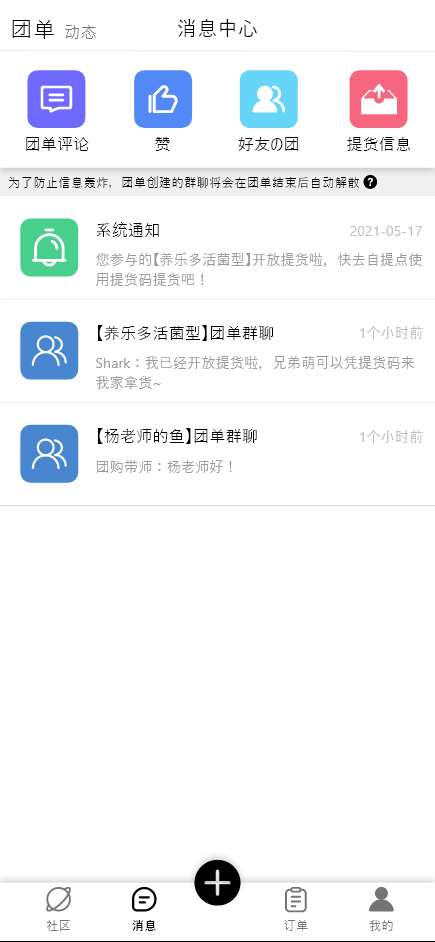 团单 动态 消息中心
团单评论 赞 好友の团 提货信息
为了防止信息轰炸，团单创建的群聊将会在团单结束后自动解散 ?
系统通知 2021-05-17
您参与的【养乐多活菌型】开放提货啦，快去自提点使
用提货码提货吧！
【养乐多活菌型】团单群聊 1个小时前
Shark：我已经开放提货啦，兄弟萌可以凭提货码来
我家拿货~
【杨老师的鱼】团单群聊 1个小时前
团购带师：杨老师好！
社区 消息 订单 我的